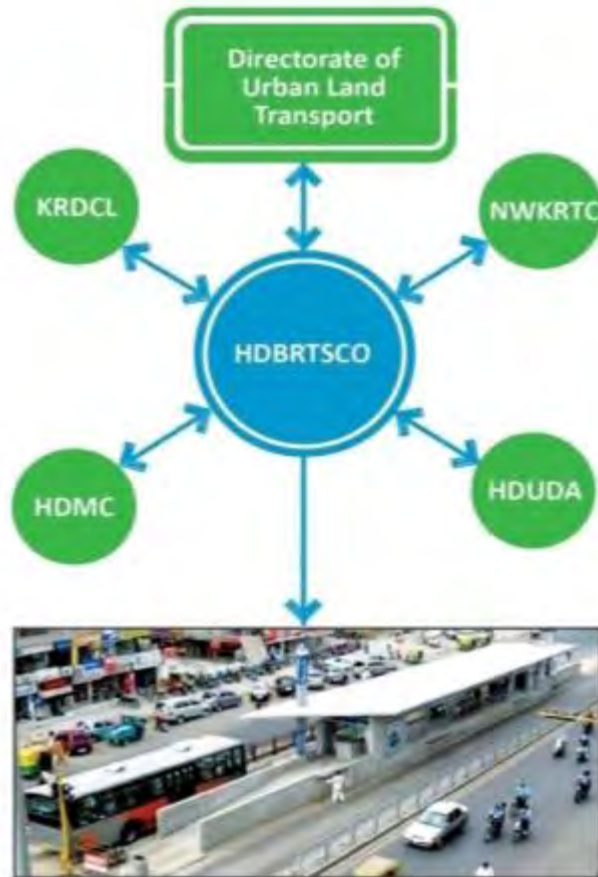 Directorate of
Urban Land
Transport
KRDCL
NWKRTC
HDBRTSCO
HDMC
HDUDA